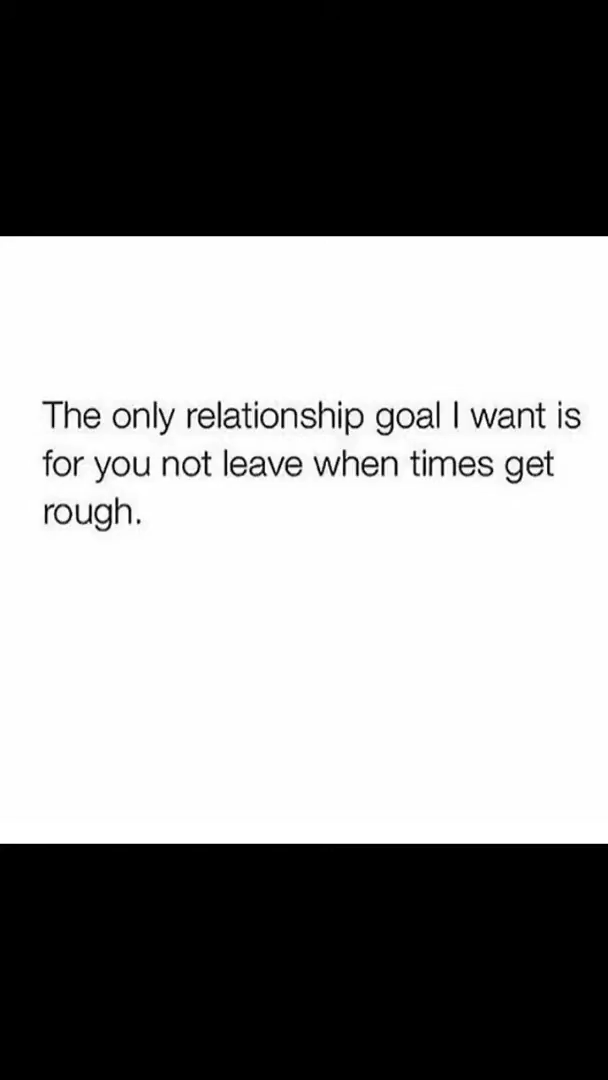 The only relationship goal I want is
for you not leave when times get
rough.